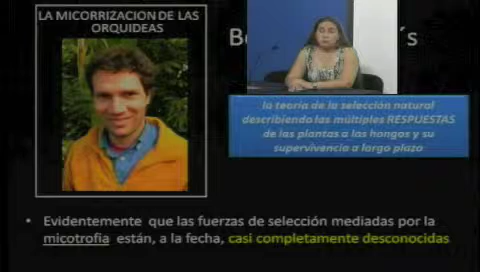 LA MICORRIZACION DE LAS
ORQUIDEAS
la teoría de la selección natural
describiendo las múltiples RESPUESTAS
de las plantas a los hongos y su
supervivencia a largo plazo
• Evidentemente que las fuerzas de selección mediadas por la
micotrofia están, a la fecha, casi completamente desconocidas